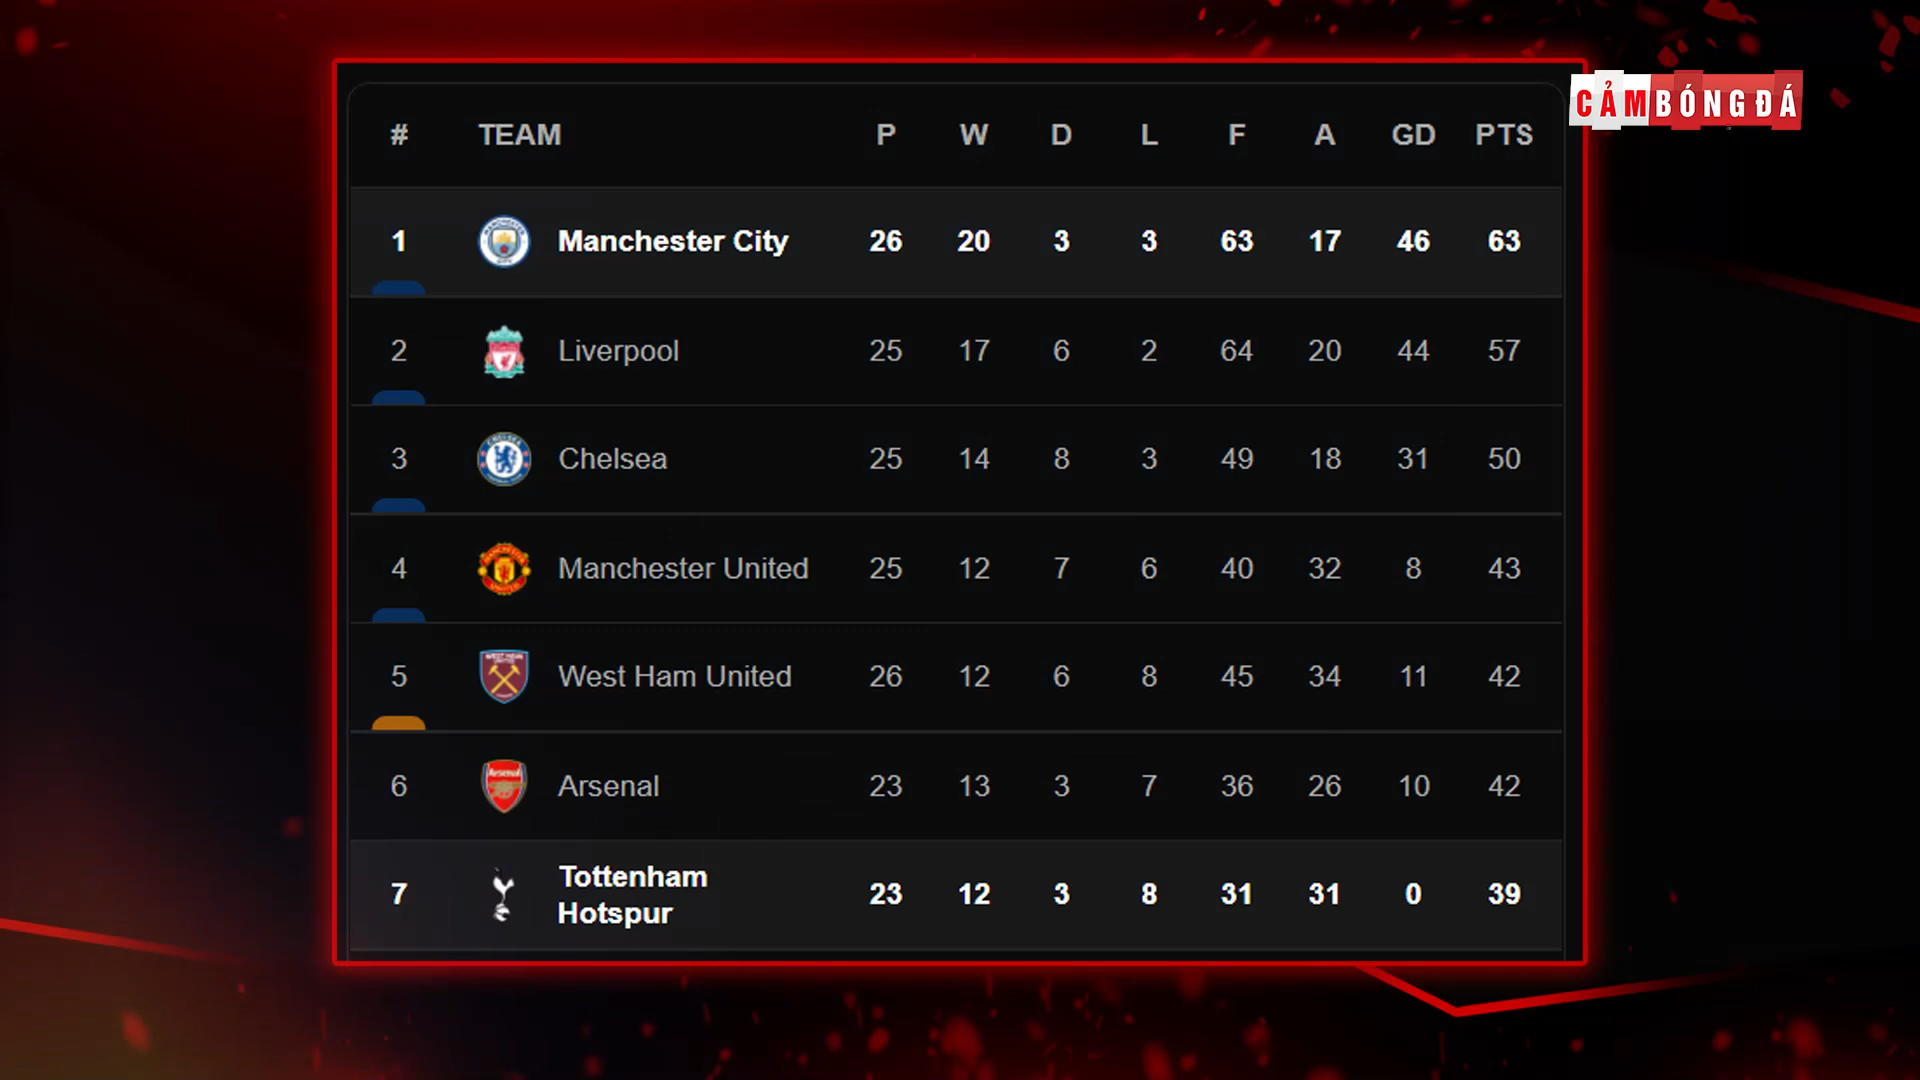 CẢMBÓNGĐÁ
# TEAM P W D L F A GD PTS
1 Manchester City 26 20 3 3 63 17 46 63
2 Liverpool 25 17 6 2 64 20 44 57
3 Chelsea 25 14 8 3 49 18 31 50
4 Manchester United 25 12 7 6 40 32 8 43
5 West Ham United 26 12 6 8 45 34 11 42
6 Arsenal 23 13 3 7 36 26 10 42
7 Tottenham Hotspur 23 12 3 8 31 31 0 39